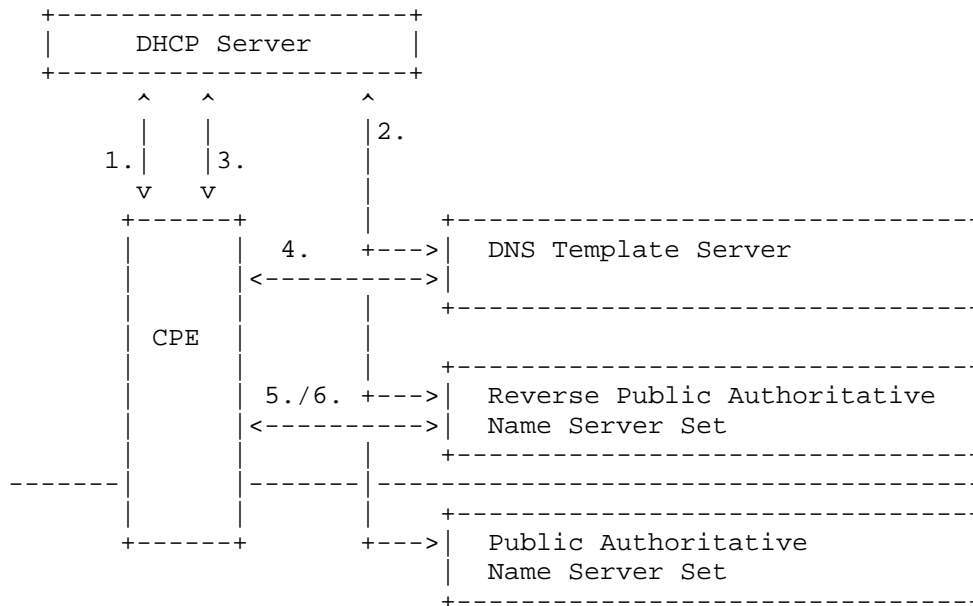 DHCP Server
2.
1. 3.
4. DNS Template Server
CPE
5./6. Reverse Public Authoritative
Name Server Set
Public Authoritative
Name Server Set